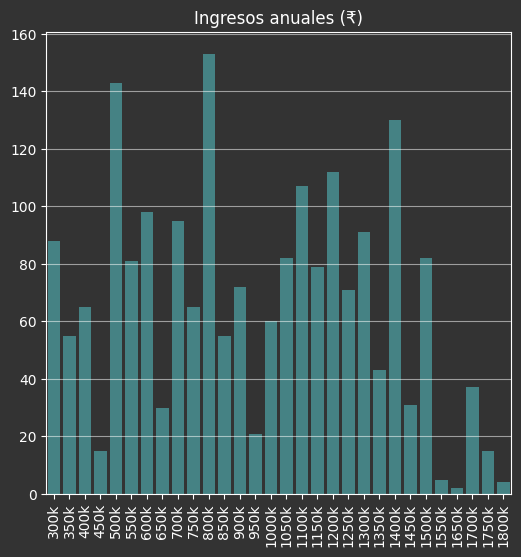 Ingresos anuales (₹)
160
140
120
100
80
60
40
20
0
300k
350k
400k
450k
500k
550k
600k
650k
700k
750k
800k
850k
900k
950k
1000k
1050k
1100k
1150k
1200k
1250k
1300k
1350k
1400k
1450k
1500k
1550k
1650k
1700k
1750k
1800k